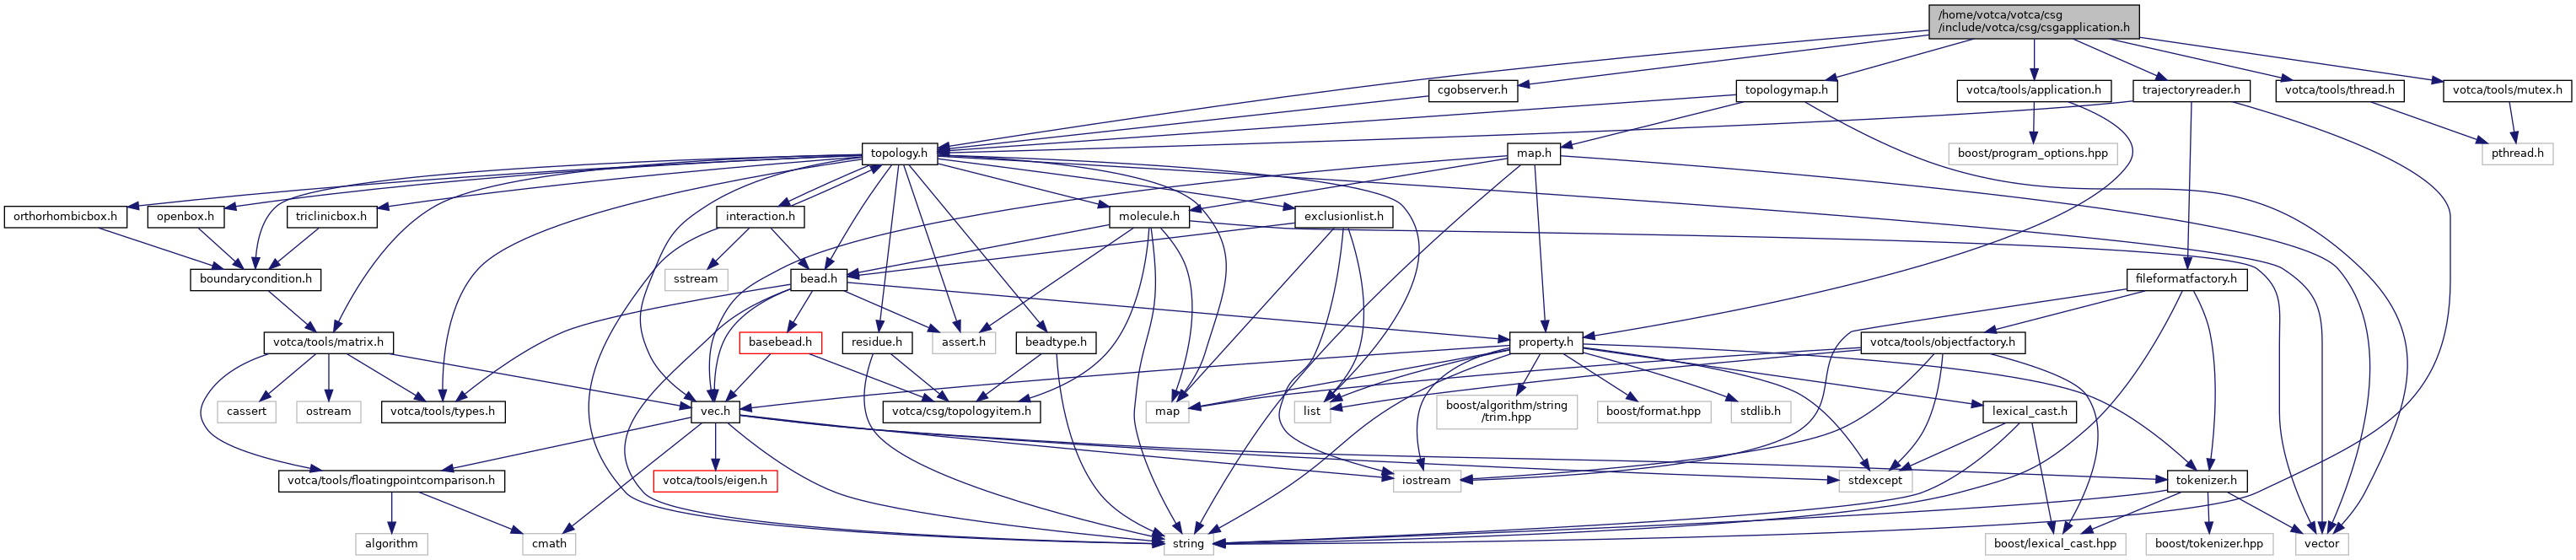 /home/votca/votca/csg
/include/votca/csg/csgapplication.h
cgobserver.h
topologymap.h
votca/tools/application.h
trajectoryreader.h
votca/tools/thread.h
votca/tools/mutex.h
topology.h
map.h
boost/program_options.hpp
pthread.h
orthorhombicbox.h
openbox.h
triclinicbox.h
interaction.h
molecule.h
exclusionlist.h
boundarycondition.h
sstream
bead.h
fileformatfactory.h
votca/tools/matrix.h
basebead.h
residue.h
assert.h
beadtype.h
property.h
votca/tools/objectfactory.h
cassert
ostream
votca/tools/types.h
vec.h
votca/csg/topologyitem.h
map
list
boost/algorithm/string
/trim.hpp
boost/format.hpp
stdlib.h
lexical_cast.h
votca/tools/floatingpointcomparison.h
votca/tools/eigen.h
iostream
stdexcept
tokenizer.h
algorithm
cmath
string
boost/lexical_cast.hpp
boost/tokenizer.hpp
vector